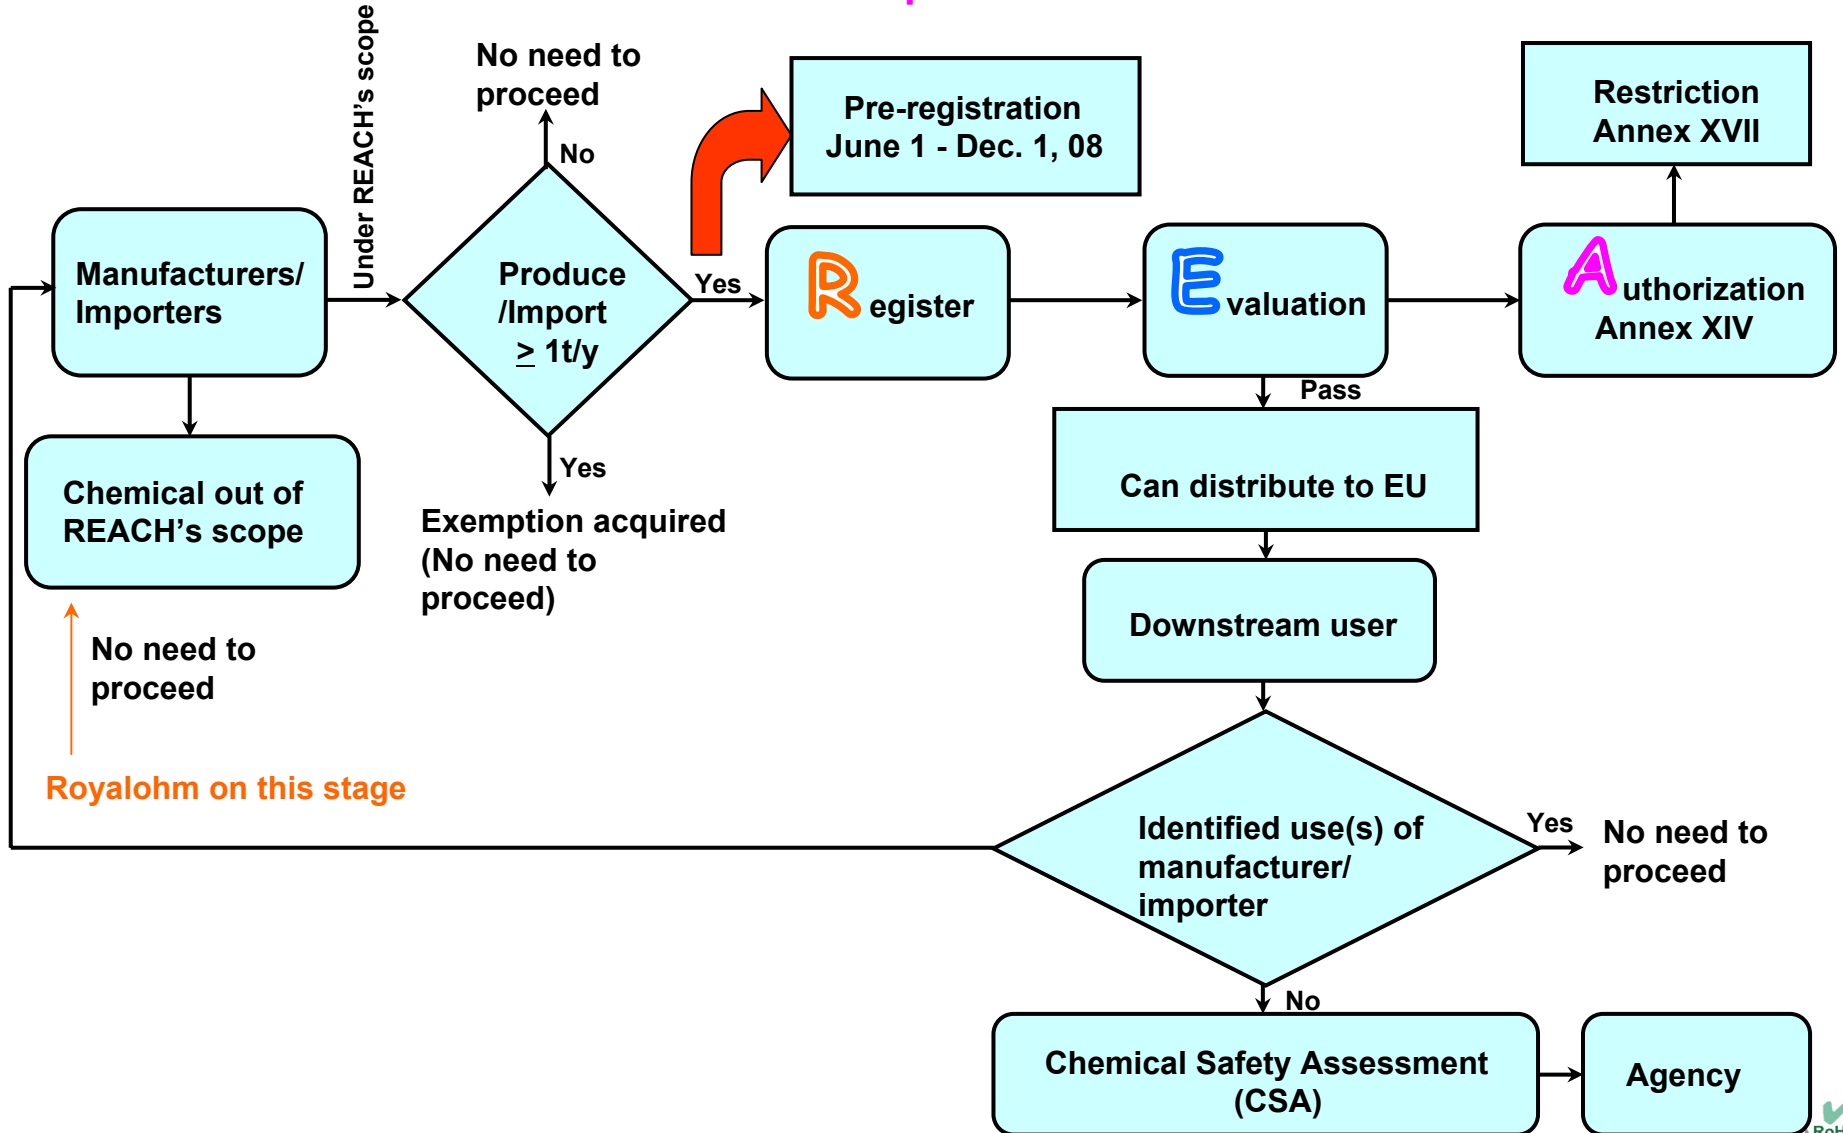 Under REACH's scope
No need to
proceed
No
Pre-registration
June 1 - Dec. 1, 08
Restriction
Annex XVII
Manufacturers/
Importers
Produce
/Import
≥ 1t/y
Yes
Register
Evaluation
Authorization
Annex XIV
Pass
Chemical out of
REACH's scope
Yes
Exemption acquired
(No need to
proceed)
Can distribute to EU
Downstream user
No need to
proceed
Royalohm on this stage
Identified use(s) of
manufacturer/
importer
Yes
No need to
proceed
No
Chemical Safety Assessment
(CSA)
Agency